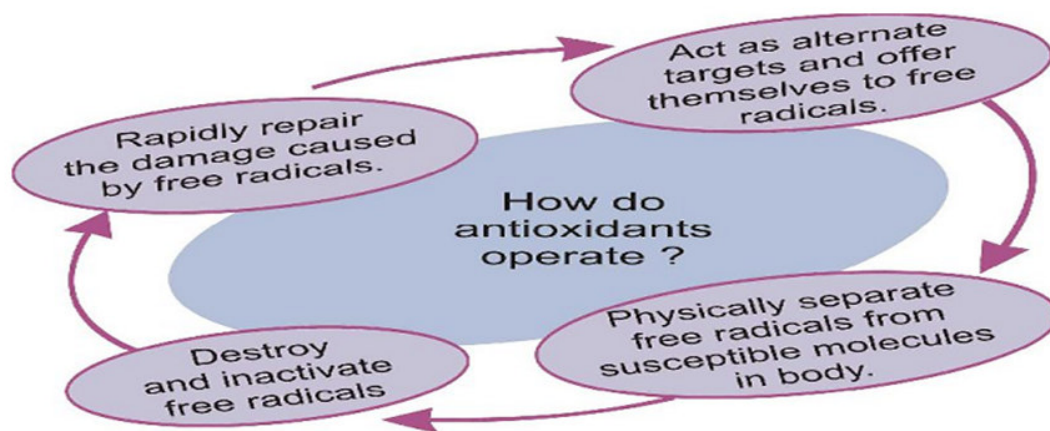 Act as alternate
targets and offer
themselves to free
radicals.
Rapidly repair
the damage caused
by free radicals.
How do
antioxidants
operate ?
Physically separate
free radicals from
susceptible molecules
in body.
Destroy
and inactivate
free radicals